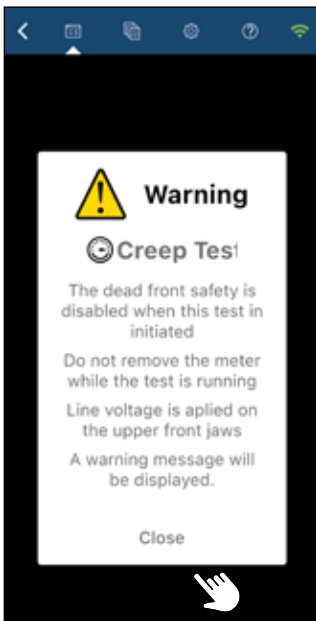 Warning
Creep Test
The dead front safety is
disabled when this test in
initiated
Do not remove the meter
while the test is running
Line voltage is aplied on
the upper front jaws
A warning message will
be displayed.
Close